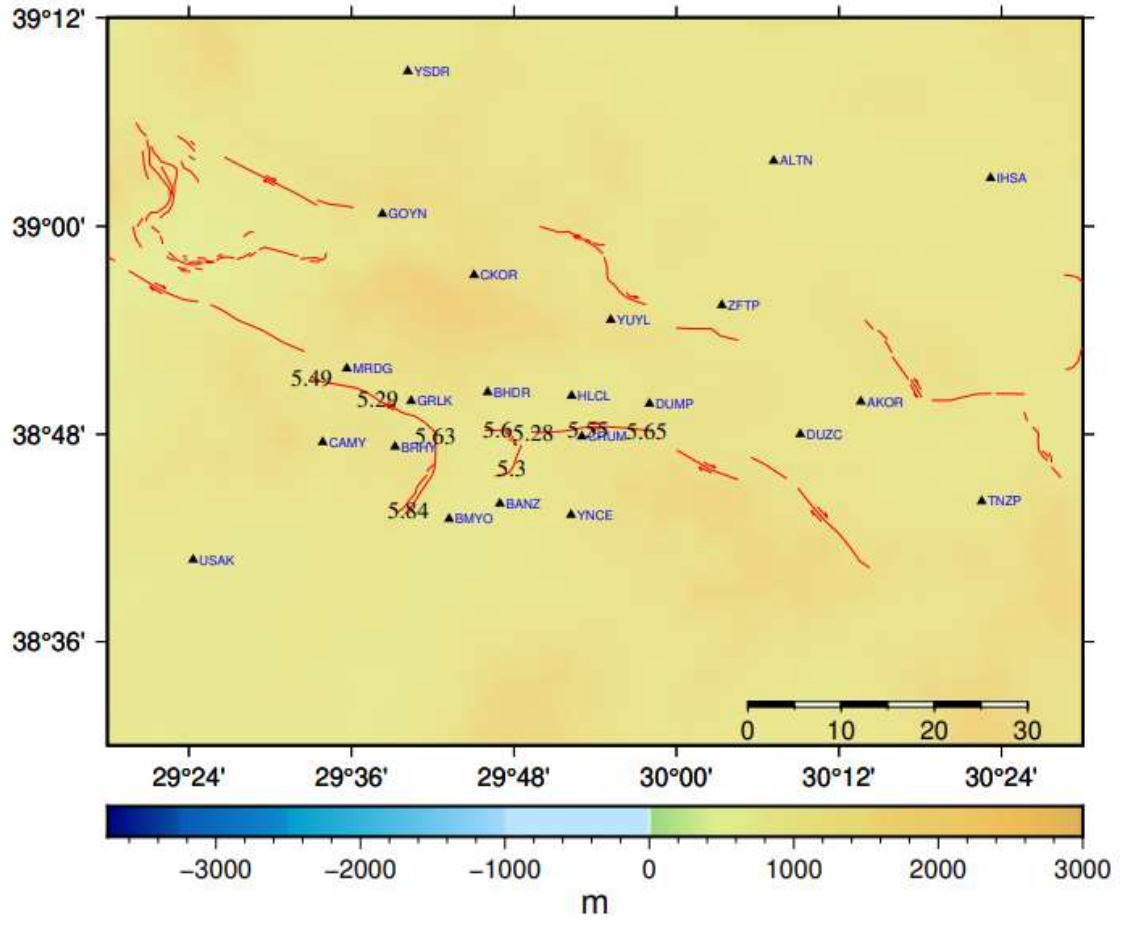 39°12'
YSDR
ALTN
IHSA
GOYN
39°00'
CKOR
ZFTP
YUYL
MRDG
5.49
BHDR
HLCL
5.29
GRLK
DUMP
AKOR
5.63
5.6
5.28
5.55
5.65
38°48'
CAMY
BRHY
DUZC
5.3
TNZP
BANZ
5.84
BMYO
YNCE
USAK
38°36'
0 10 20 30
29°24' 29°36' 29°48' 30°00' 30°12' 30°24'
−3000 −2000 −1000 0 1000 2000 3000
m